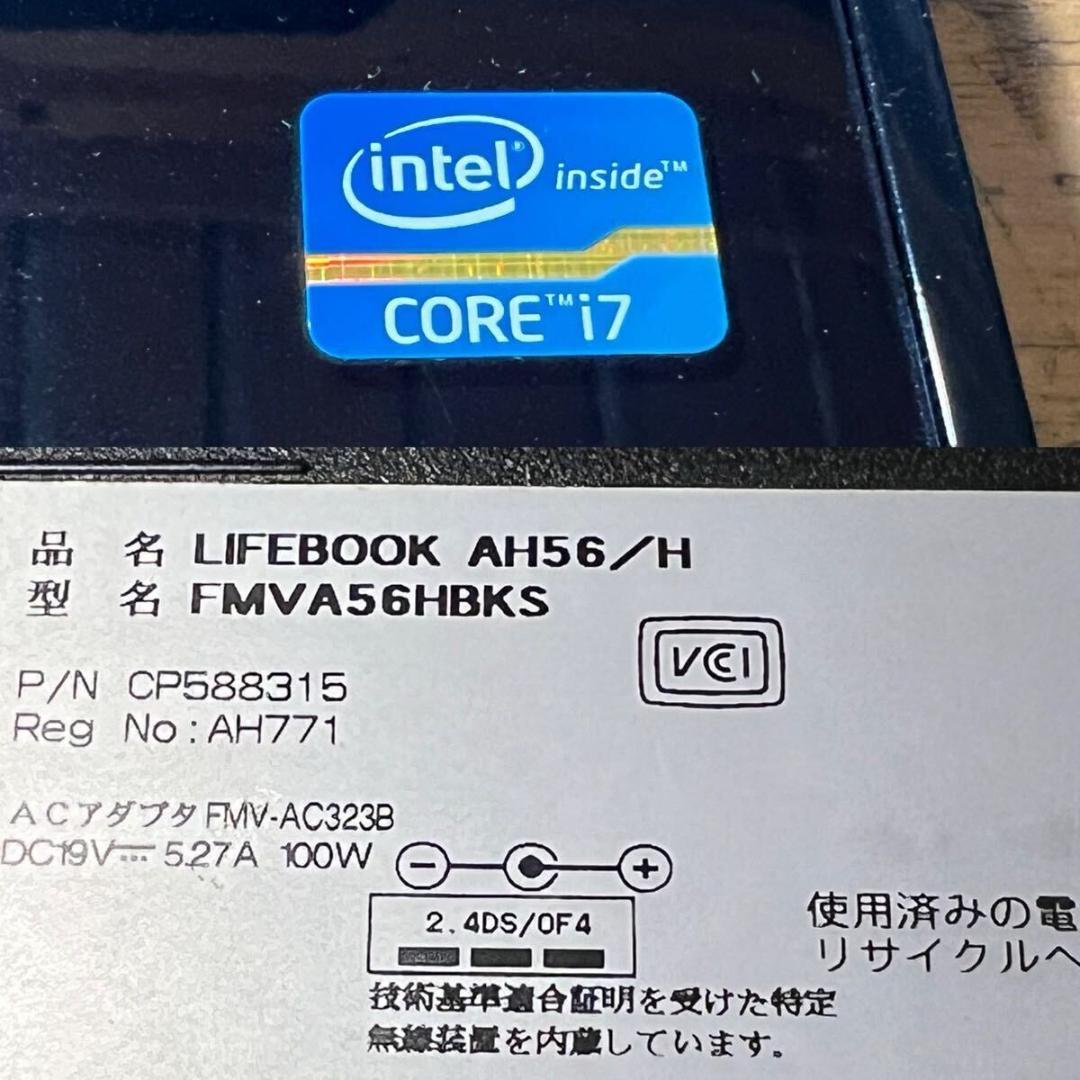 intel® inside™
CORE™ i7
品 名 LIFEBOOK AH56/H
型 名 FMVA56HBKS
VCCI
P/N CP588315
Reg No:AH771
ACアダプタ FMV-AC323B
DC19V⎓ 5.27A 100W
− +
2.4DS/OF4
使用済みの電
リサイクルへ
技術基準適合証明を受けた特定
無線装置を内蔵しています。